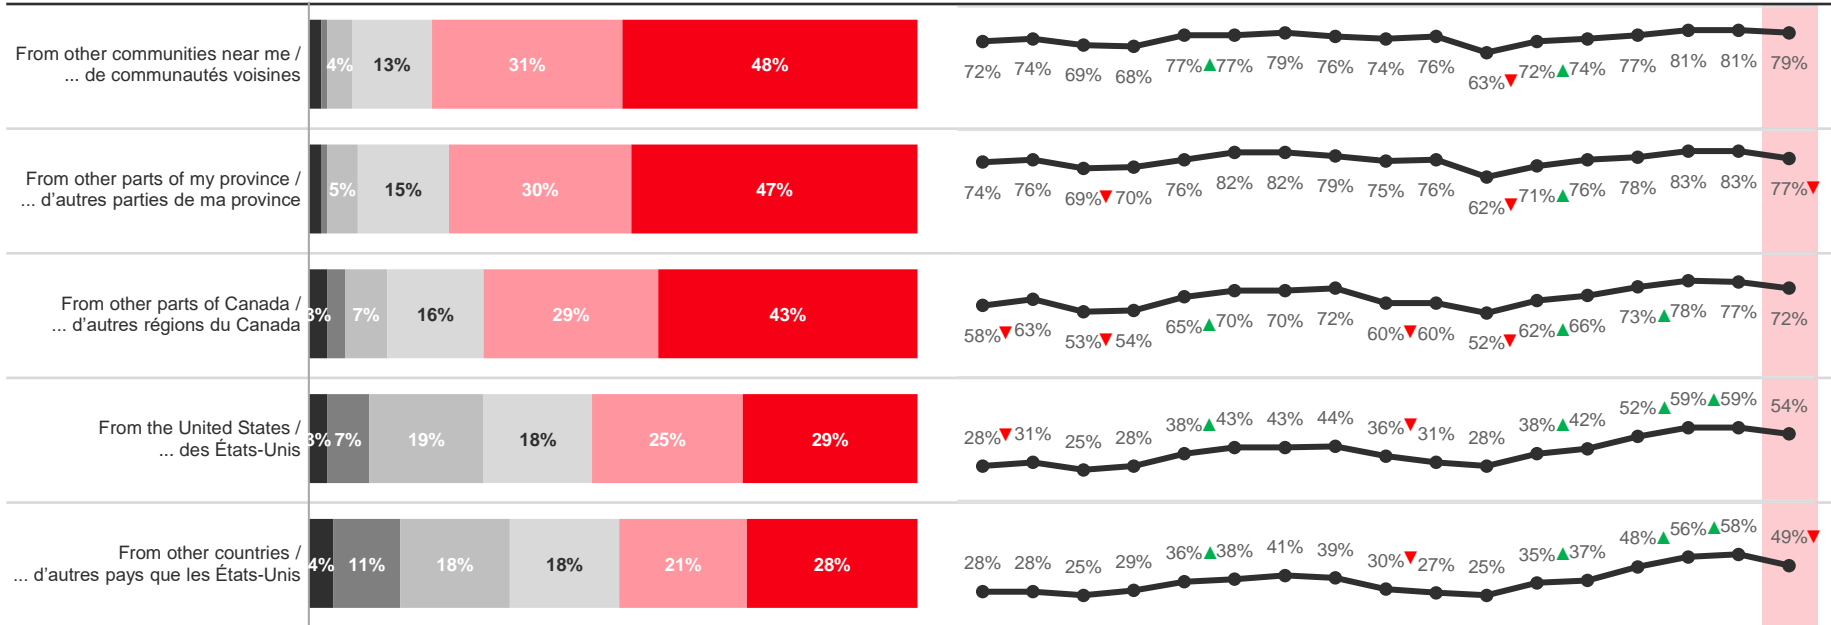 From other communities near me /
... de communautés voisines
4% 13% 31% 48%
72% 74% 69% 68% 77%▲77% 79% 76% 74% 76% 63%▼72%▲74% 77% 81% 81% 79%
From other parts of my province /
... d'autres parties de ma province
5% 15% 30% 47%
74% 76% 69%▼70% 76% 82% 82% 79% 75% 76% 62%▼71%▲76% 78% 83% 83% 77%▼
From other parts of Canada /
... d'autres régions du Canada
3% 7% 16% 29% 43%
58%▼63% 53%▼54% 65%▲70% 70% 72% 60%▼60% 52%▼62%▲66% 73%▲78% 77% 72%
From the United States /
... des États-Unis
3% 7% 19% 18% 25% 29%
28%▼31% 25% 28% 38%▲43% 43% 44% 36%▼31% 28% 38%▲42% 52%▲59%▲59% 54%
From other countries /
... d'autres pays que les États-Unis
4% 11% 18% 18% 21% 28%
28% 28% 25% 29% 36%▲38% 41% 39% 30%▼27% 25% 35%▲37% 48%▲56%▲58% 49%▼